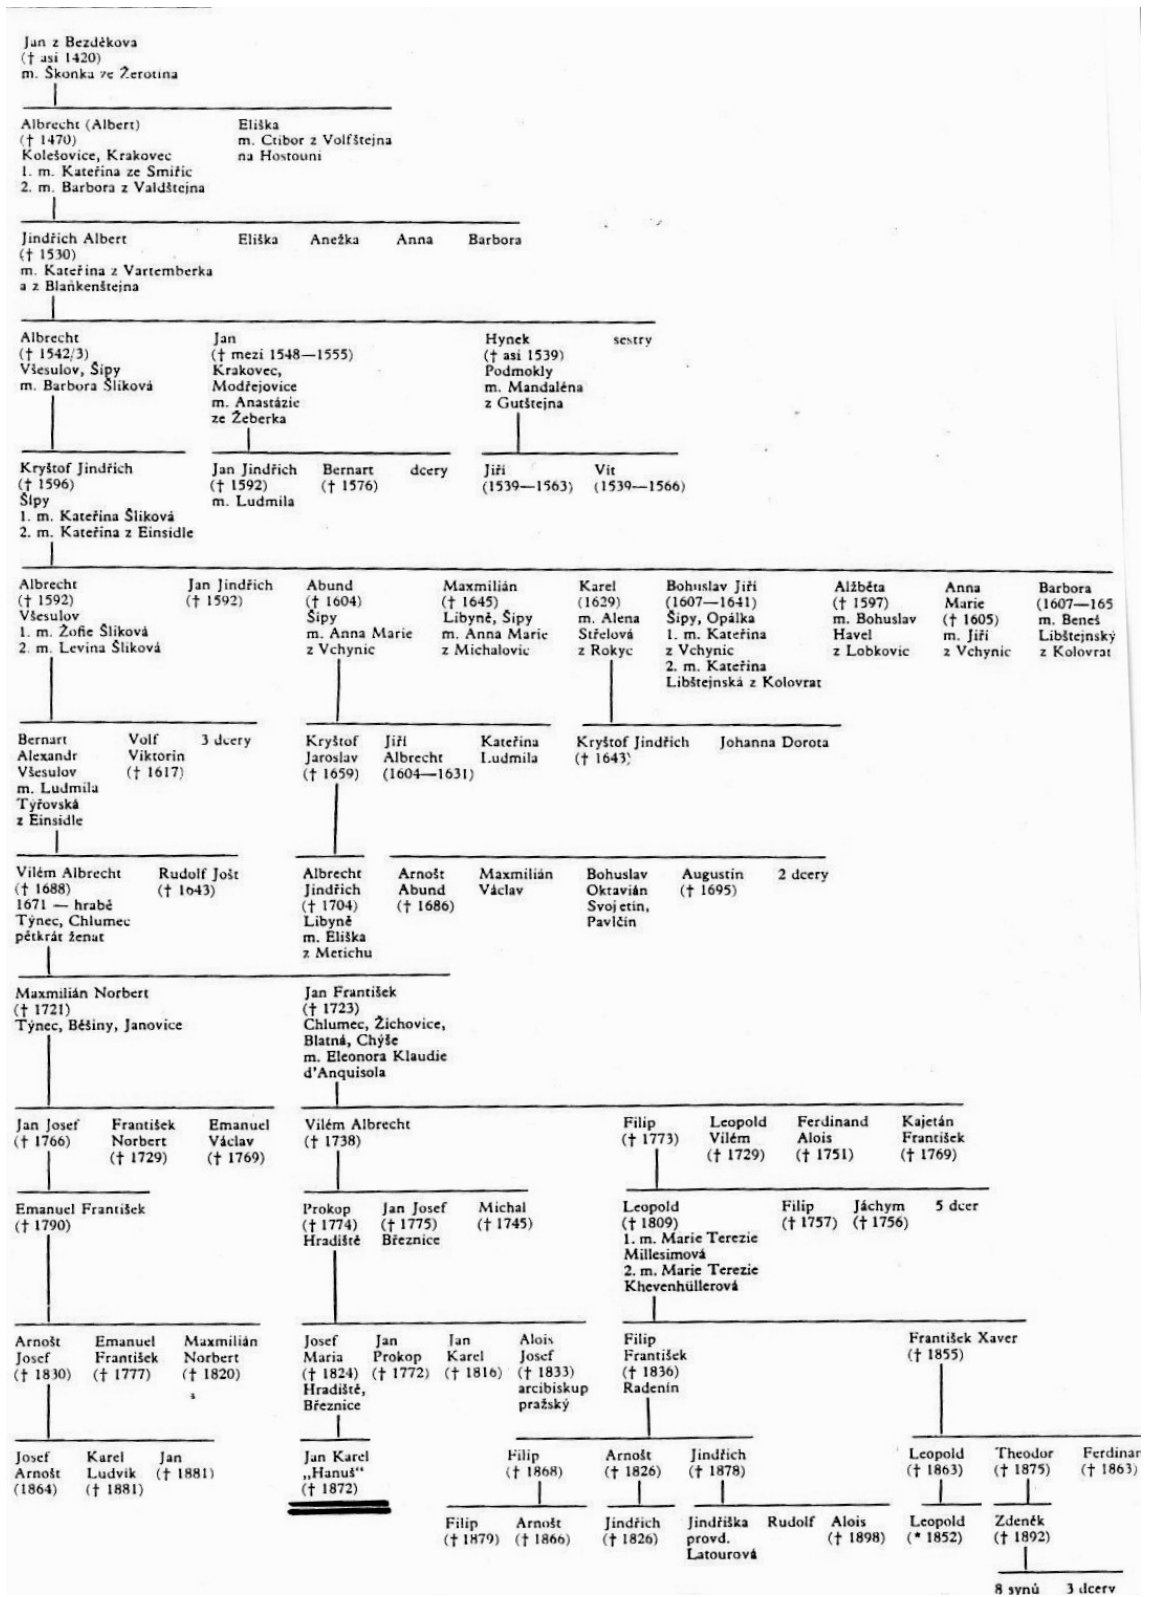 Jan z Bezděkova
(† asi 1420)
m. Škonka ze Žerotína
Albrecht (Albert)
(† 1470)
Kolešovice, Krakovec
1. m. Kateřina ze Smiřic
2. m. Barbora z Valdštejna
Eliška
m. Ctibor z Volfštejna
na Hostouni
Jindřich Albert
(† 1530)
m. Kateřina z Vartemberka
a z Blaňkenštejna
Eliška
Anežka
Anna
Barbora
Albrecht
(† 1542/3)
Všesulov, Šípy
m. Barbora Šliková
Jan
(† mezi 1548—1555)
Krakovec,
Modřejovice
m. Anastázie
ze Žeberka
Hynek
(† asi 1539)
Podmokly
m. Mandaléna
z Gutštejna
sestry
Kryštof Jindřich
(† 1596)
Šípy
1. m. Kateřina Šliková
2. m. Kateřina z Einsidle
Jan Jindřich
(† 1592)
m. Ludmila
Bernart
(† 1576)
dcery
Jiří
(1539—1563)
Vít
(1539—1566)
Albrecht
(† 1592)
Všesulov
1. m. Žofie Šliková
2. m. Levina Šliková
Jan Jindřich
(† 1592)
Abund
(† 1604)
Šípy
m. Anna Marie
z Vchynic
Maxmilián
(† 1645)
Libyně, Šípy
m. Anna Marie
z Michalovic
Karel
(1629)
m. Alena
Střelová
z Rokyc
Bohuslav Jiří
(1607—1641)
Šípy, Opálka
1. m. Kateřina
z Vchynic
2. m. Kateřina
Libštejnská z Kolovrat
Alžběta
(† 1597)
m. Bohuslav
Havel
z Lobkovic
Anna
Marie
(† 1605)
m. Jiří
z Vchynic
Barbora
(1607—165
m. Beneš
Libštejnský
z Kolovrat
Bernart
Alexandr
Všesulov
m. Ludmila
Týřovská
z Einsidle
Volf
Viktorin
(† 1617)
3 dcery
Kryštof
Jaroslav
(† 1659)
Jiří
Albrecht
(1604—1631)
Kateřina
Ludmila
Kryštof Jindřich
(† 1643)
Johanna Dorota
Vilém Albrecht
(† 1688)
1671 — hrabě
Týnec, Chlumec
pětkrát ženat
Rudolf Jošt
(† 1643)
Albrecht
Jindřich
(† 1704)
Libyně
m. Eliška
z Metichu
Arnošt
Abund
(† 1686)
Maxmilián
Václav
Bohuslav
Oktavián
Svojetín,
Pavlčín
Augustin
(† 1695)
2 dcery
Maxmilián Norbert
(† 1721)
Týnec, Běšiny, Janovice
Jan František
(† 1723)
Chlumec, Žichovice,
Blatná, Chýše
m. Eleonora Klaudie
d'Anquisola
Jan Josef
(† 1766)
František
Norbert
(† 1729)
Emanuel
Václav
(† 1769)
Vilém Albrecht
(† 1738)
Filip
(† 1773)
Leopold
Vilém
(† 1729)
Ferdinand
Alois
(† 1751)
Kajetán
František
(† 1769)
Emanuel František
(† 1790)
Prokop
(† 1774)
Hradiště
Jan Josef
(† 1775)
Březnice
Michal
(† 1745)
Leopold
(† 1809)
1. m. Marie Terezie
Millesimová
2. m. Marie Terezie
Khevenhüllerová
Filip
(† 1757)
Jáchym
(† 1756)
5 dcer
Arnošt
Josef
(† 1830)
Emanuel
František
(† 1777)
Maxmilián
Norbert
(† 1820)
Josef
Maria
(† 1824)
Hradiště,
Březnice
Jan
Prokop
(† 1772)
Jan
Karel
(† 1816)
Alois
Josef
(† 1833)
arcibiskup
pražský
Filip
František
(† 1836)
Radenín
František Xaver
(† 1855)
Josef
Arnošt
(1864)
Karel
Ludvík
(† 1881)
Jan
(† 1881)
Jan Karel
„Hanuš“
(† 1872)
Filip
(† 1868)
Arnošt
(† 1826)
Jindřich
(† 1878)
Leopold
(† 1863)
Theodor
(† 1875)
Ferdinan
(† 1863)
Filip
(† 1879)
Arnošt
(† 1866)
Jindřich
(† 1826)
Jindřiška
provd.
Latourová
Rudolf
Alois
(† 1898)
Leopold
(* 1852)
Zdeněk
(† 1892)
8 synů
3 dcery